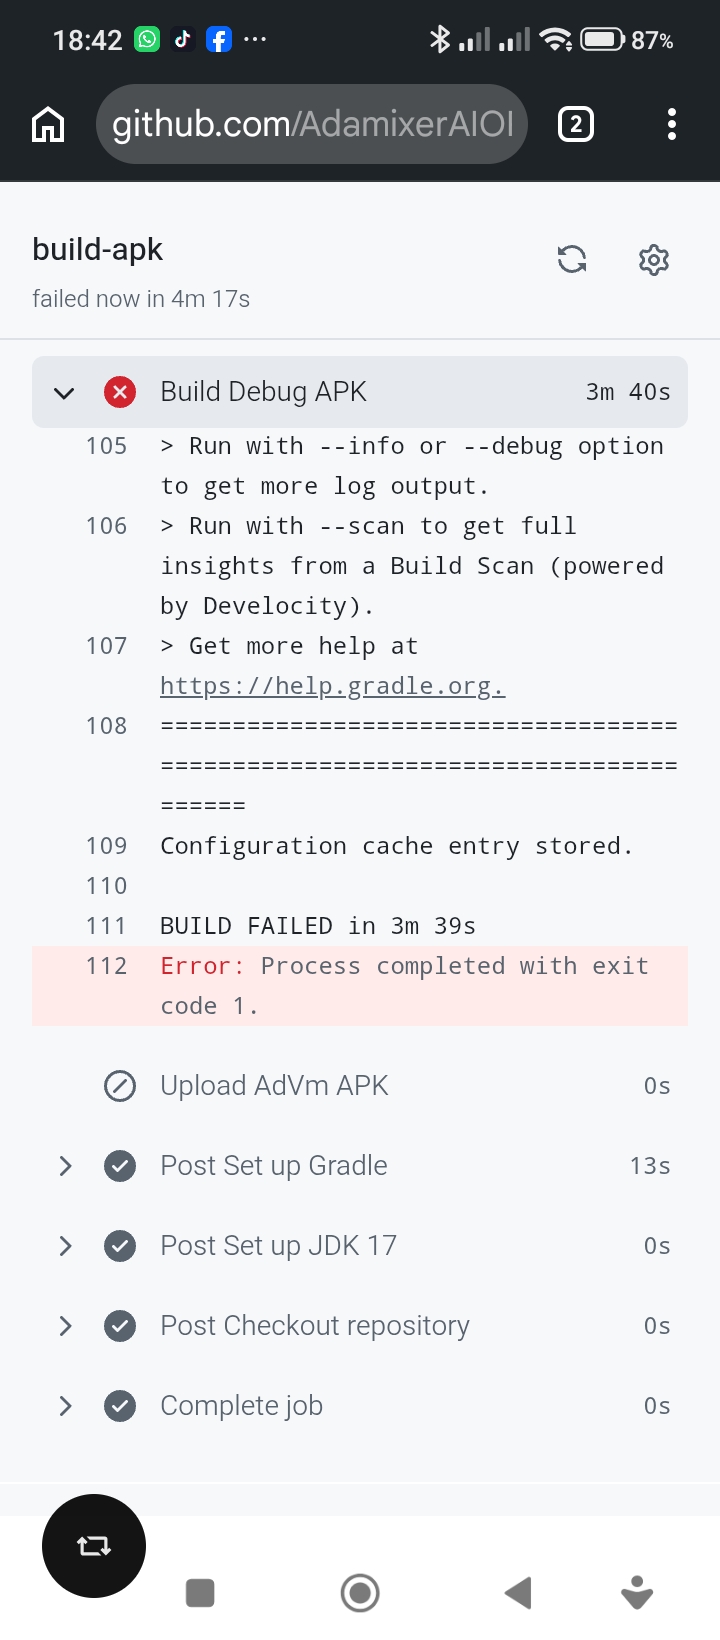 18:42
87%
github.com/AdamixerAIOI
2
build-apk
failed now in 4m 17s
Build Debug APK 3m 40s
105 > Run with --info or --debug option
to get more log output.
106 > Run with --scan to get full
insights from a Build Scan (powered
by Develocity).
107 > Get more help at
https://help.gradle.org.
108 ====================================
====================================
======
109 Configuration cache entry stored.
110
111 BUILD FAILED in 3m 39s
112 Error: Process completed with exit
code 1.
Upload AdVm APK 0s
Post Set up Gradle 13s
Post Set up JDK 17 0s
Post Checkout repository 0s
Complete job 0s